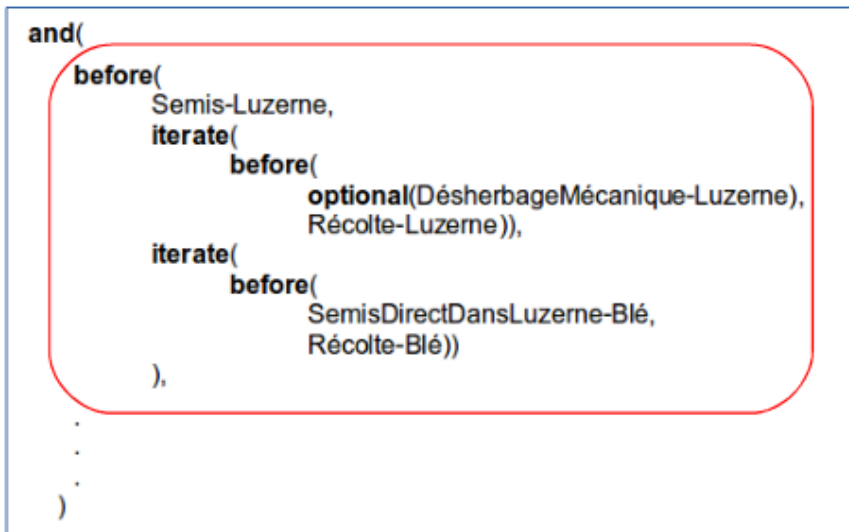 and(
before(
Semis-Luzerne,
iterate(
before(
optional(DésherbageMécanique-Luzerne),
Récolte-Luzerne)),
iterate(
before(
SemisDirectDansLuzerne-Blé,
Récolte-Blé))
),
.
.
.
)